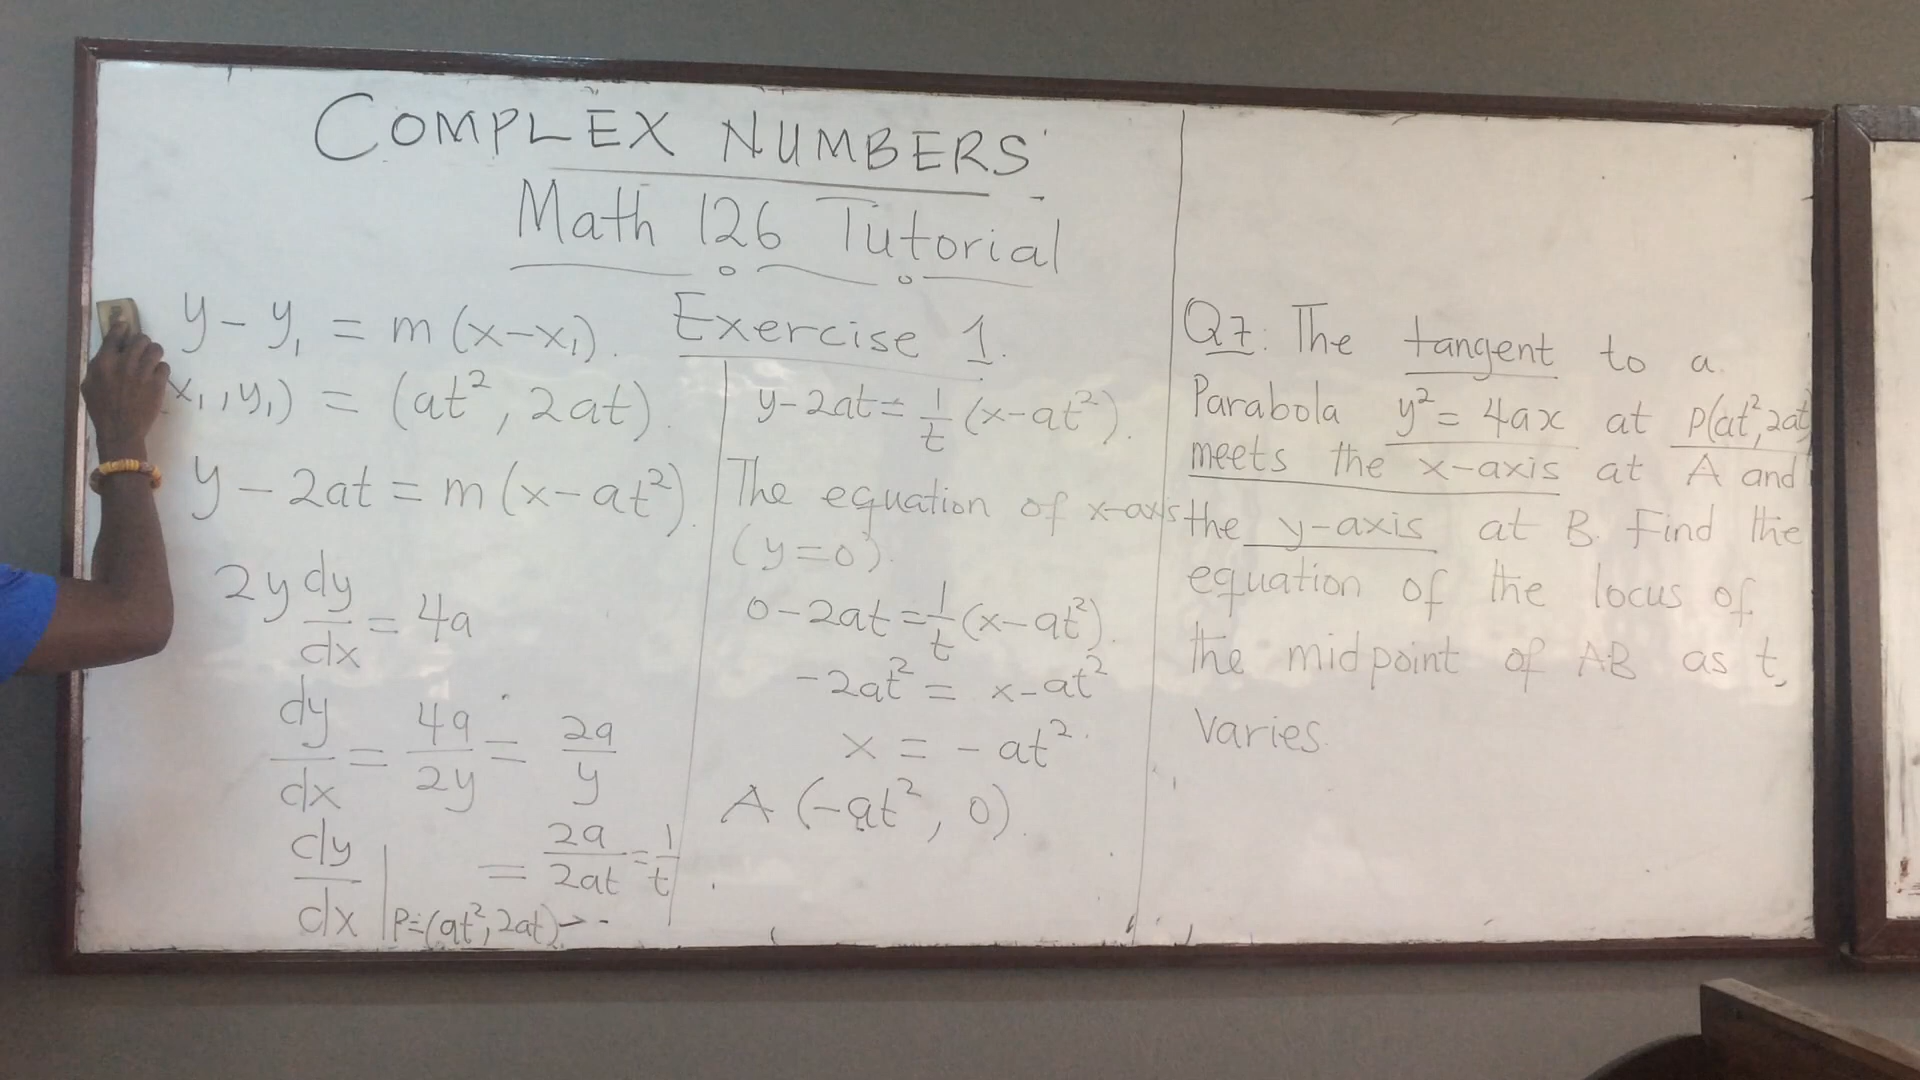 COMPLEX NUMBERS
Math 126 Tutorial
Exercise 1.
y - y₁ = m(x-x₁).
x₁, y₁) = (at², 2at).
y - 2at = m(x-at²).
2y dy/dx = 4a
dy/dx = 4a/2y = 2a/y
dy/dx | P=(at², 2at) = 2a/2at = 1/t
y-2at = 1/t (x-at²).
The equation of x-axis
(y=0).
0-2at = 1/t (x-at²).
-2at² = x-at²
x = -at².
A (-at², 0).
Q7: The tangent to a
Parabola y² = 4ax at P(at², 2at)
meets the x-axis at A and
the y-axis at B. Find the
equation of the locus of
the midpoint of AB as t,
varies.